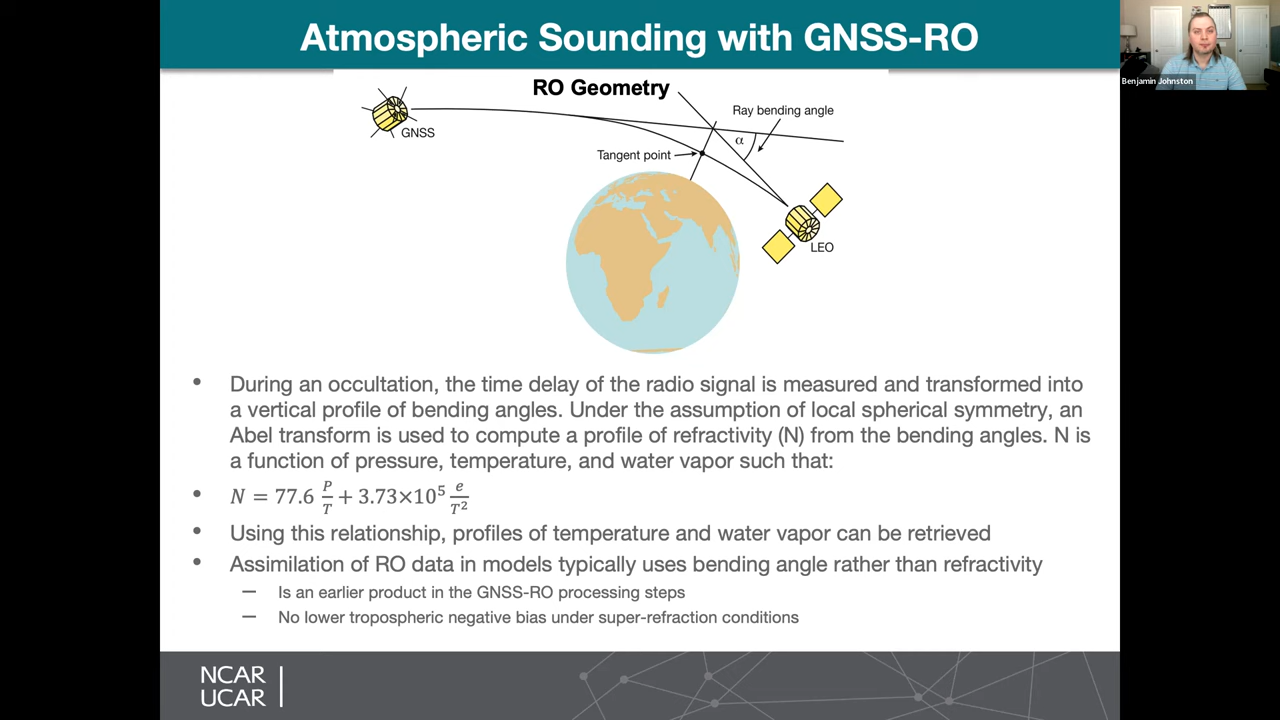 Atmospheric Sounding with GNSS-RO
Benjamin Johnston
RO Geometry
Ray bending angle
GNSS
α
Tangent point
LEO
• During an occultation, the time delay of the radio signal is measured and transformed into
a vertical profile of bending angles. Under the assumption of local spherical symmetry, an
Abel transform is used to compute a profile of refractivity (N) from the bending angles. N is
a function of pressure, temperature, and water vapor such that:
• N = 77.6 P/T + 3.73×10⁵ e/T²
• Using this relationship, profiles of temperature and water vapor can be retrieved
• Assimilation of RO data in models typically uses bending angle rather than refractivity
— Is an earlier product in the GNSS-RO processing steps
— No lower tropospheric negative bias under super-refraction conditions
NCAR
UCAR